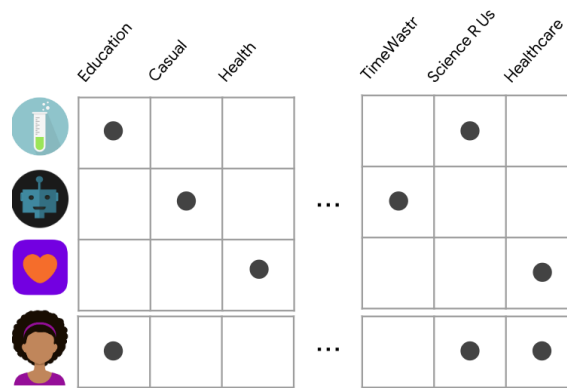 Education
Casual
Health
TimeWastr
Science R Us
Healthcare
...
...